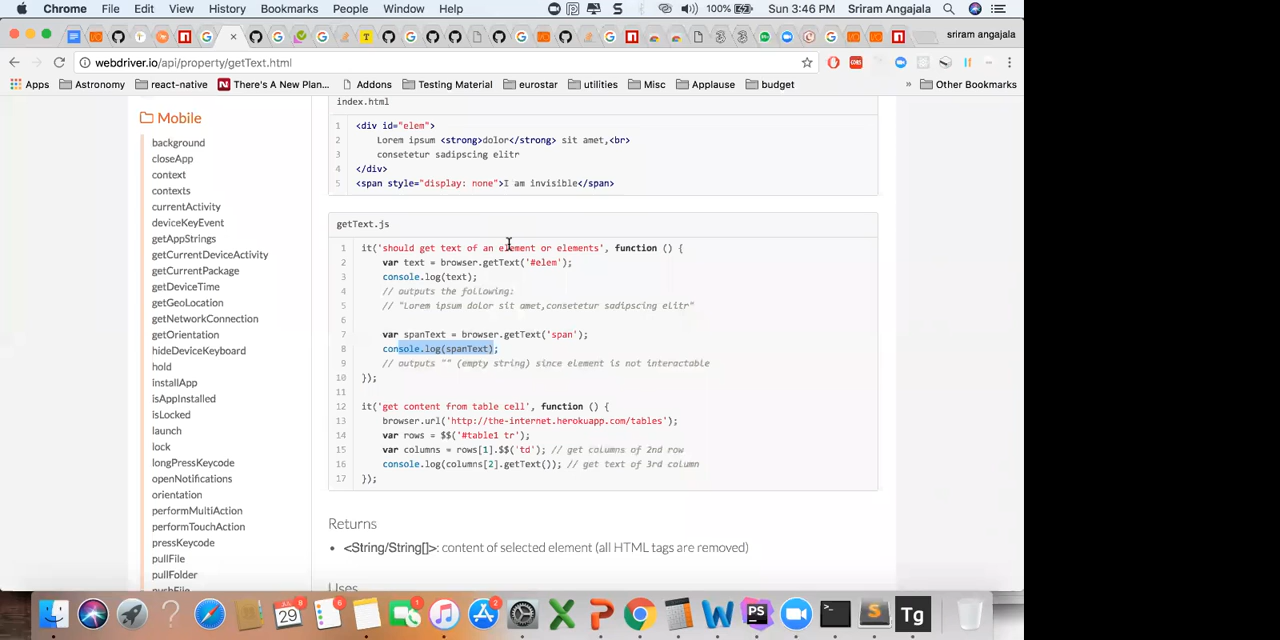 Chrome File Edit View History Bookmarks People Window Help 100% Sun 3:46 PM Sriram Angajala
sriram angajala
webdriver.io/api/property/getText.html
Apps Astronomy react-native There's A New Plan... Addons Testing Material eurostar utilities Misc Applause budget » Other Bookmarks
Mobile
background
closeApp
context
contexts
currentActivity
deviceKeyEvent
getAppStrings
getCurrentDeviceActivity
getCurrentPackage
getDeviceTime
getGeoLocation
getNetworkConnection
getOrientation
hideDeviceKeyboard
hold
installApp
isAppInstalled
isLocked
launch
lock
longPressKeycode
openNotifications
orientation
performMultiAction
performTouchAction
pressKeycode
pullFile
pullFolder
pushFile
index.html
1 <div id="elem">
2 Lorem ipsum <strong>dolor</strong> sit amet,<br>
3 consetetur sadipscing elitr
4 </div>
5 <span style="display: none">I am invisible</span>
getText.js
1 it('should get text of an element or elements', function () {
2 var text = browser.getText('#elem');
3 console.log(text);
4 // outputs the following:
5 // "Lorem ipsum dolor sit amet,consetetur sadipscing elitr"
6
7 var spanText = browser.getText('span');
8 console.log(spanText);
9 // outputs "" (empty string) since element is not interactable
10 });
11
12 it('get content from table cell', function () {
13 browser.url('http://the-internet.herokuapp.com/tables');
14 var rows = $$('#table1 tr');
15 var columns = rows[1].$$('td'); // get columns of 2nd row
16 console.log(columns[2].getText()); // get text of 3rd column
17 });
Returns
• <String/String[]>: content of selected element (all HTML tags are removed)
Uses
29
PS
Tg